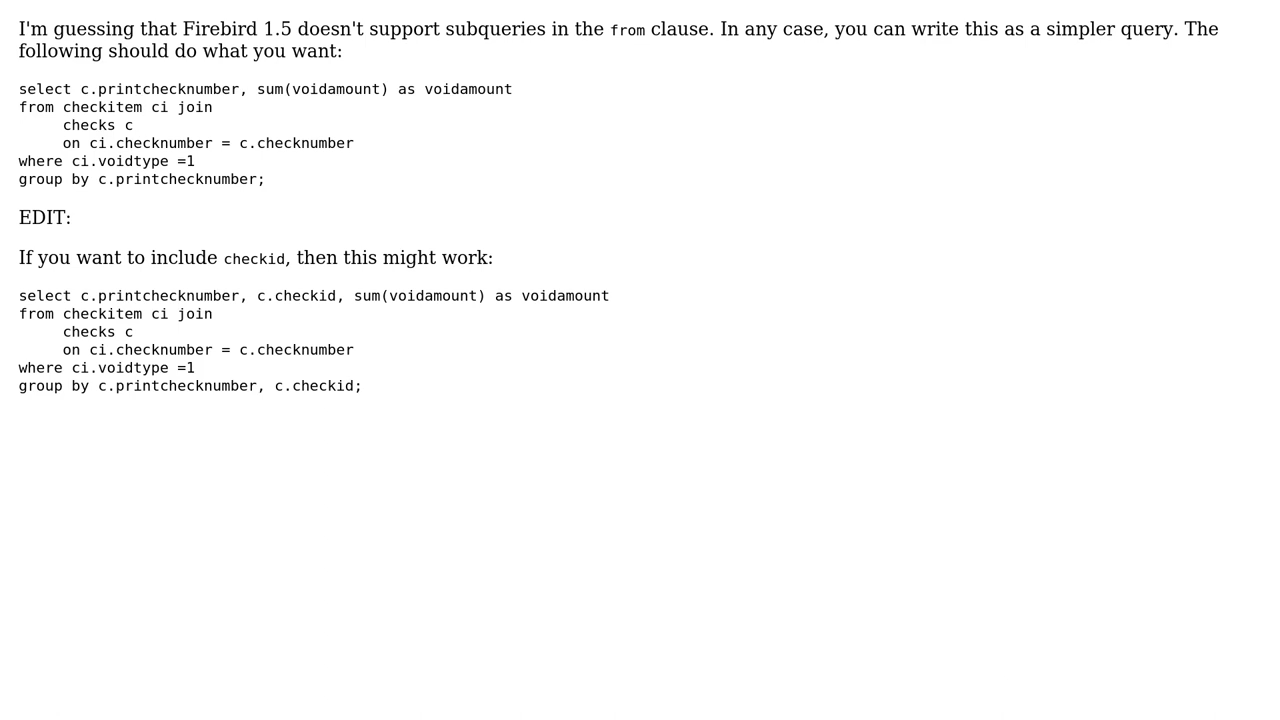 I'm guessing that Firebird 1.5 doesn't support subqueries in the from clause. In any case, you can write this as a simpler query. The
following should do what you want:
select c.printchecknumber, sum(voidamount) as voidamount
from checkitem ci join
     checks c
     on ci.checknumber = c.checknumber
where ci.voidtype =1
group by c.printchecknumber;
EDIT:
If you want to include checkid, then this might work:
select c.printchecknumber, c.checkid, sum(voidamount) as voidamount
from checkitem ci join
     checks c
     on ci.checknumber = c.checknumber
where ci.voidtype =1
group by c.printchecknumber, c.checkid;